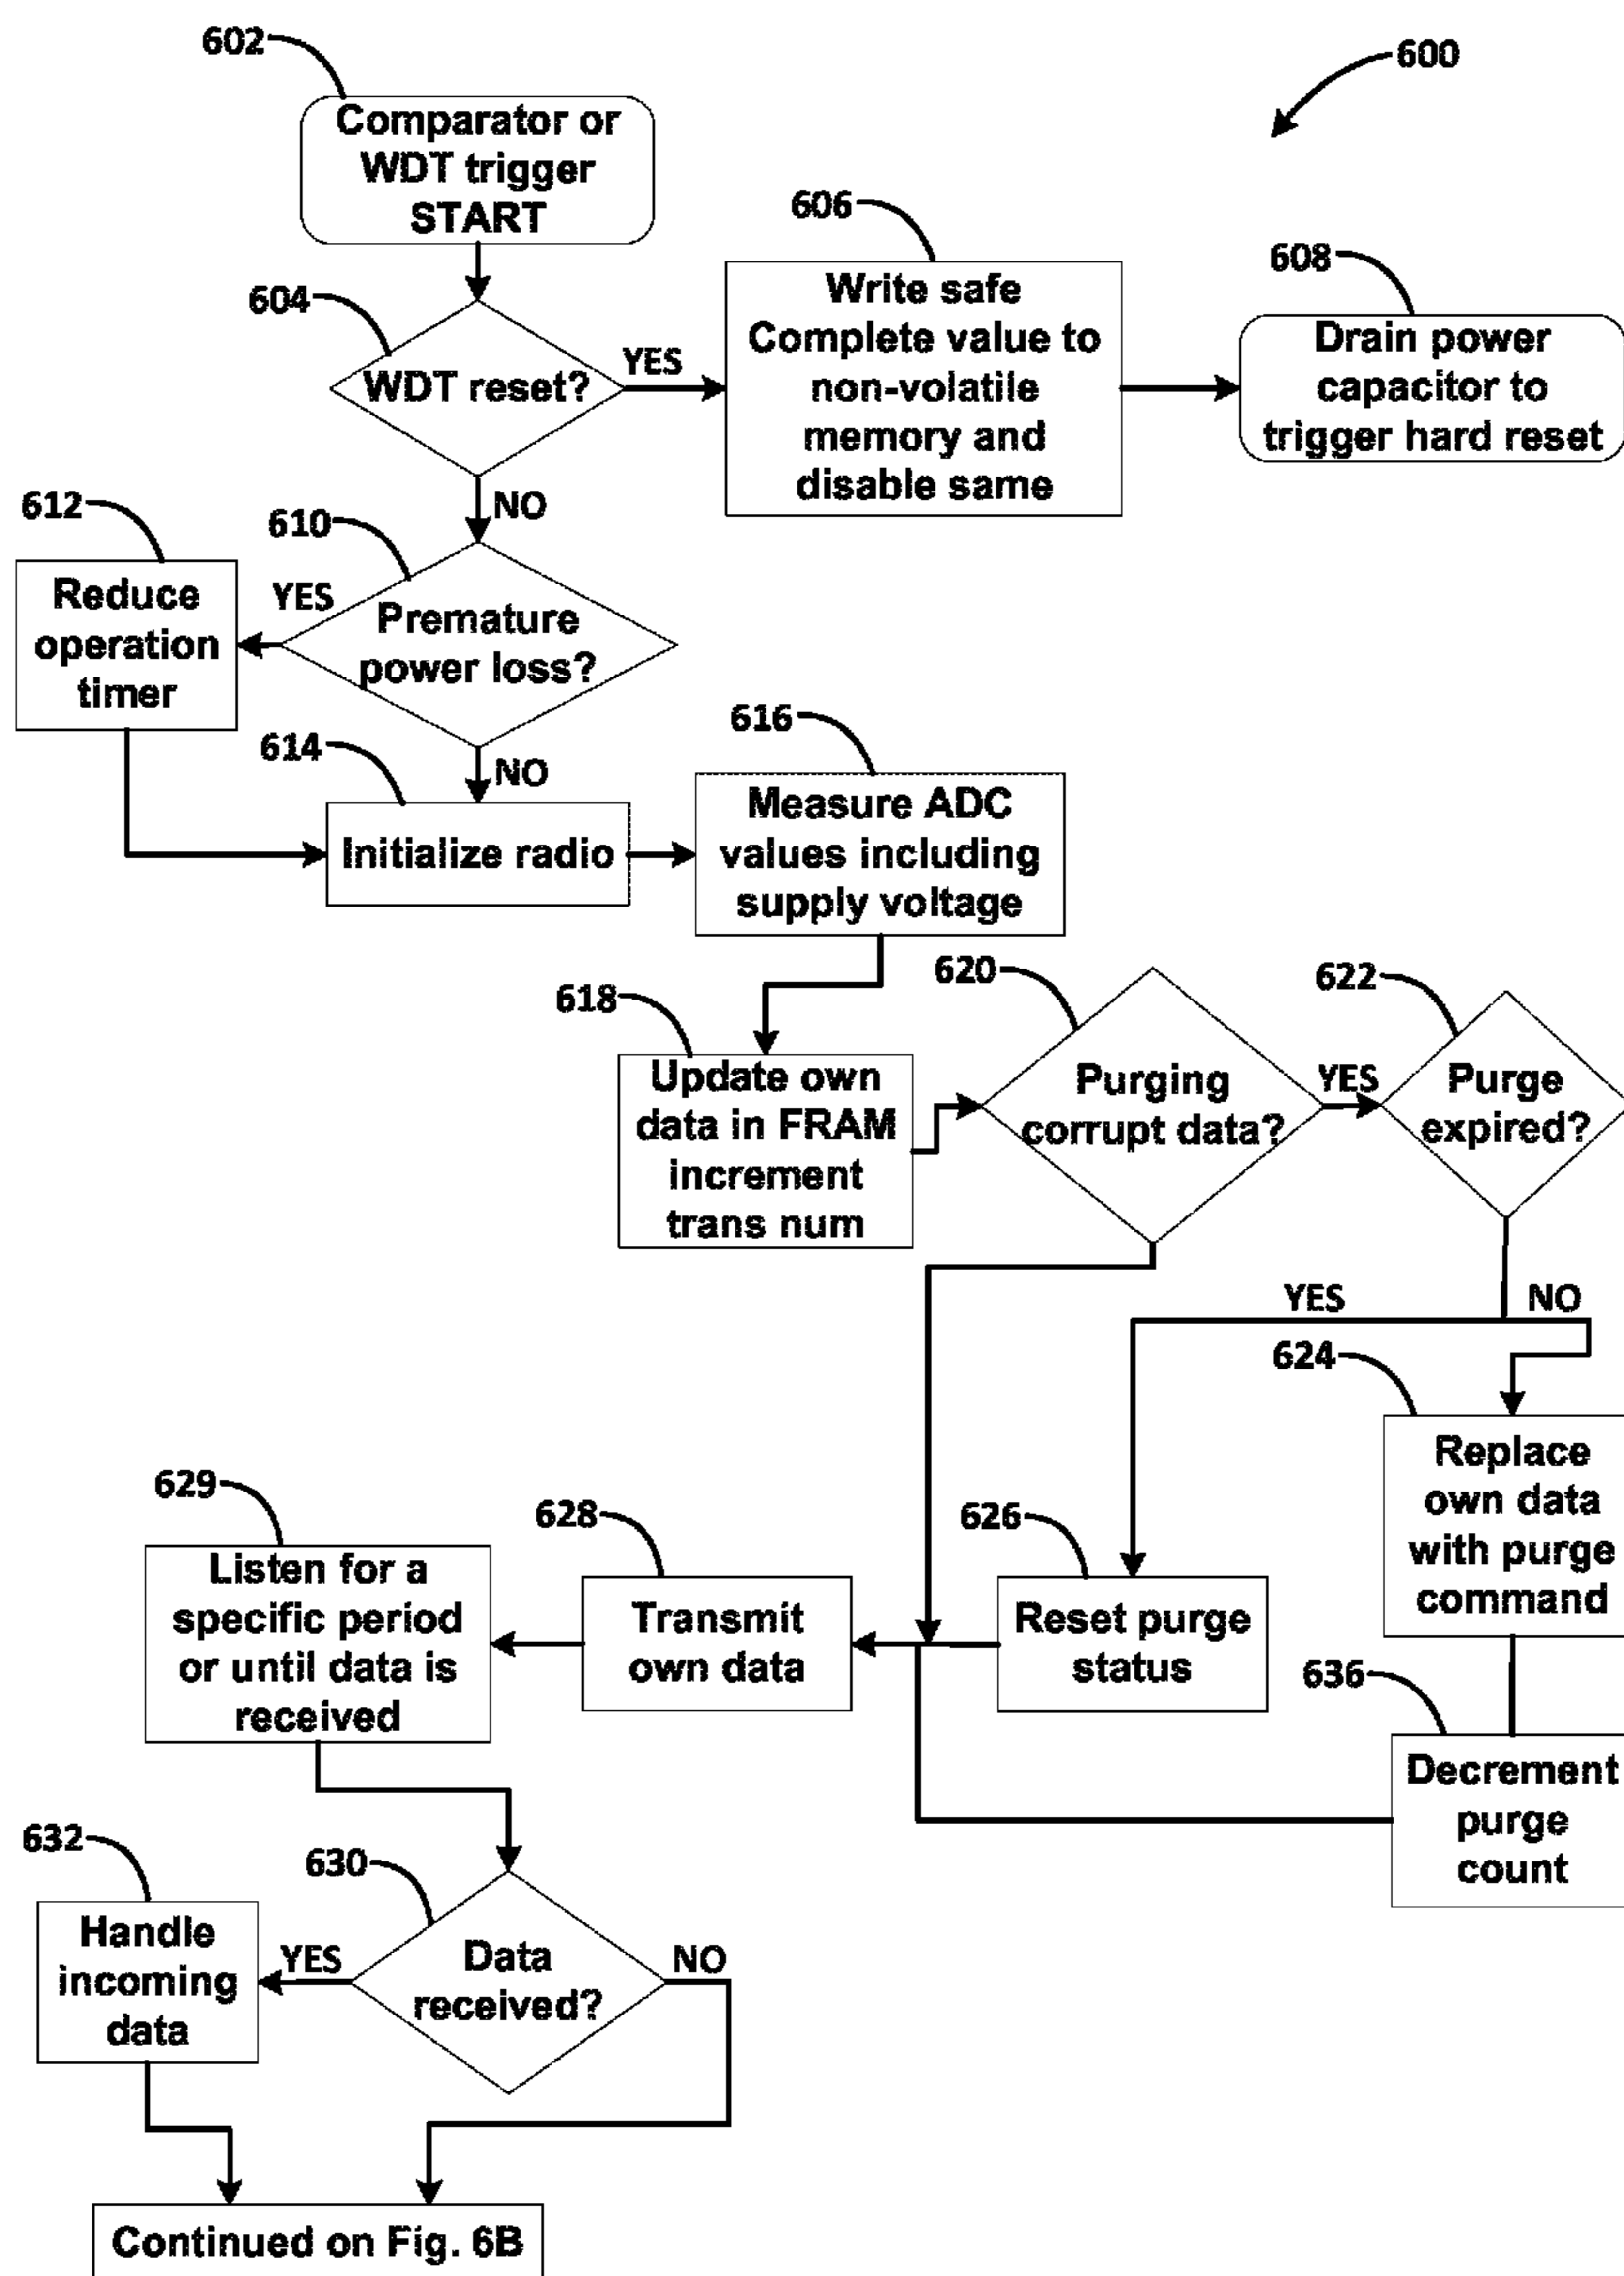 602
600
Comparator or
WDT trigger
START
606
Write safe
Complete value to
non-volatile
memory and
disable same
608
Drain power
capacitor to
trigger hard reset
604
WDT reset?
YES
NO
612
Reduce
operation
timer
610
YES
Premature
power loss?
NO
614
Initialize radio
616
Measure ADC
values including
supply voltage
618
Update own
data in FRAM
increment
trans num
620
Purging
corrupt data?
YES
622
Purge
expired?
YES
NO
624
Replace
own data
with purge
command
626
Reset purge
status
636
Decrement
purge
count
628
Transmit
own data
629
Listen for a
specific period
or until data is
received
630
Data
received?
YES
NO
632
Handle
incoming
data
Continued on Fig. 6B